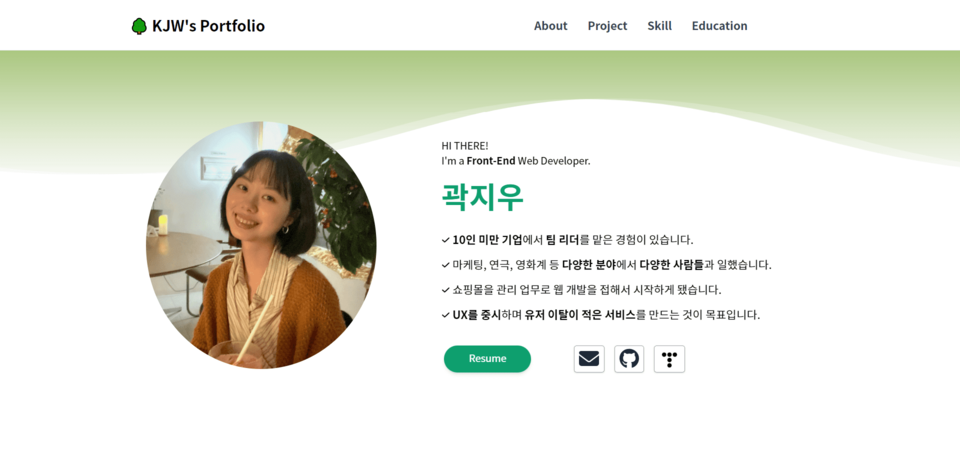 KJW's Portfolio
About Project Skill Education
HI THERE!
I'm a Front-End Web Developer.
곽지우
✓ 10인 미만 기업에서 팀 리더를 맡은 경험이 있습니다.
✓ 마케팅, 연극, 영화계 등 다양한 분야에서 다양한 사람들과 일했습니다.
✓ 쇼핑몰을 관리 업무로 웹 개발을 접해서 시작하게 됐습니다.
✓ UX를 중시하며 유저 이탈이 적은 서비스를 만드는 것이 목표입니다.
Resume